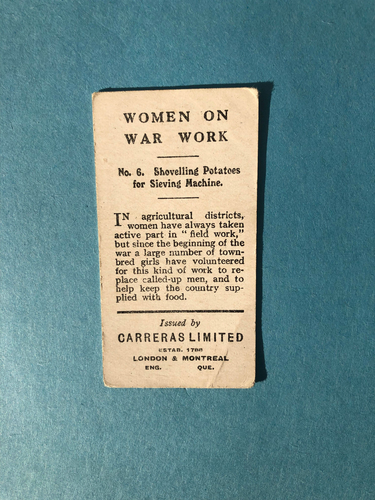 WOMEN ON
WAR WORK
No. 6. Shovelling Potatoes
for Sieving Machine.
IN agricultural districts,
women have always taken
active part in " field work,"
but since the beginning of the
war a large number of town-
bred girls have volunteered
for this kind of work to re-
place called-up men, and to
help keep the country sup-
plied with food.
Issued by
CARRERAS LIMITED
ESTAB. 1788
LONDON & MONTREAL
ENG. QUE.